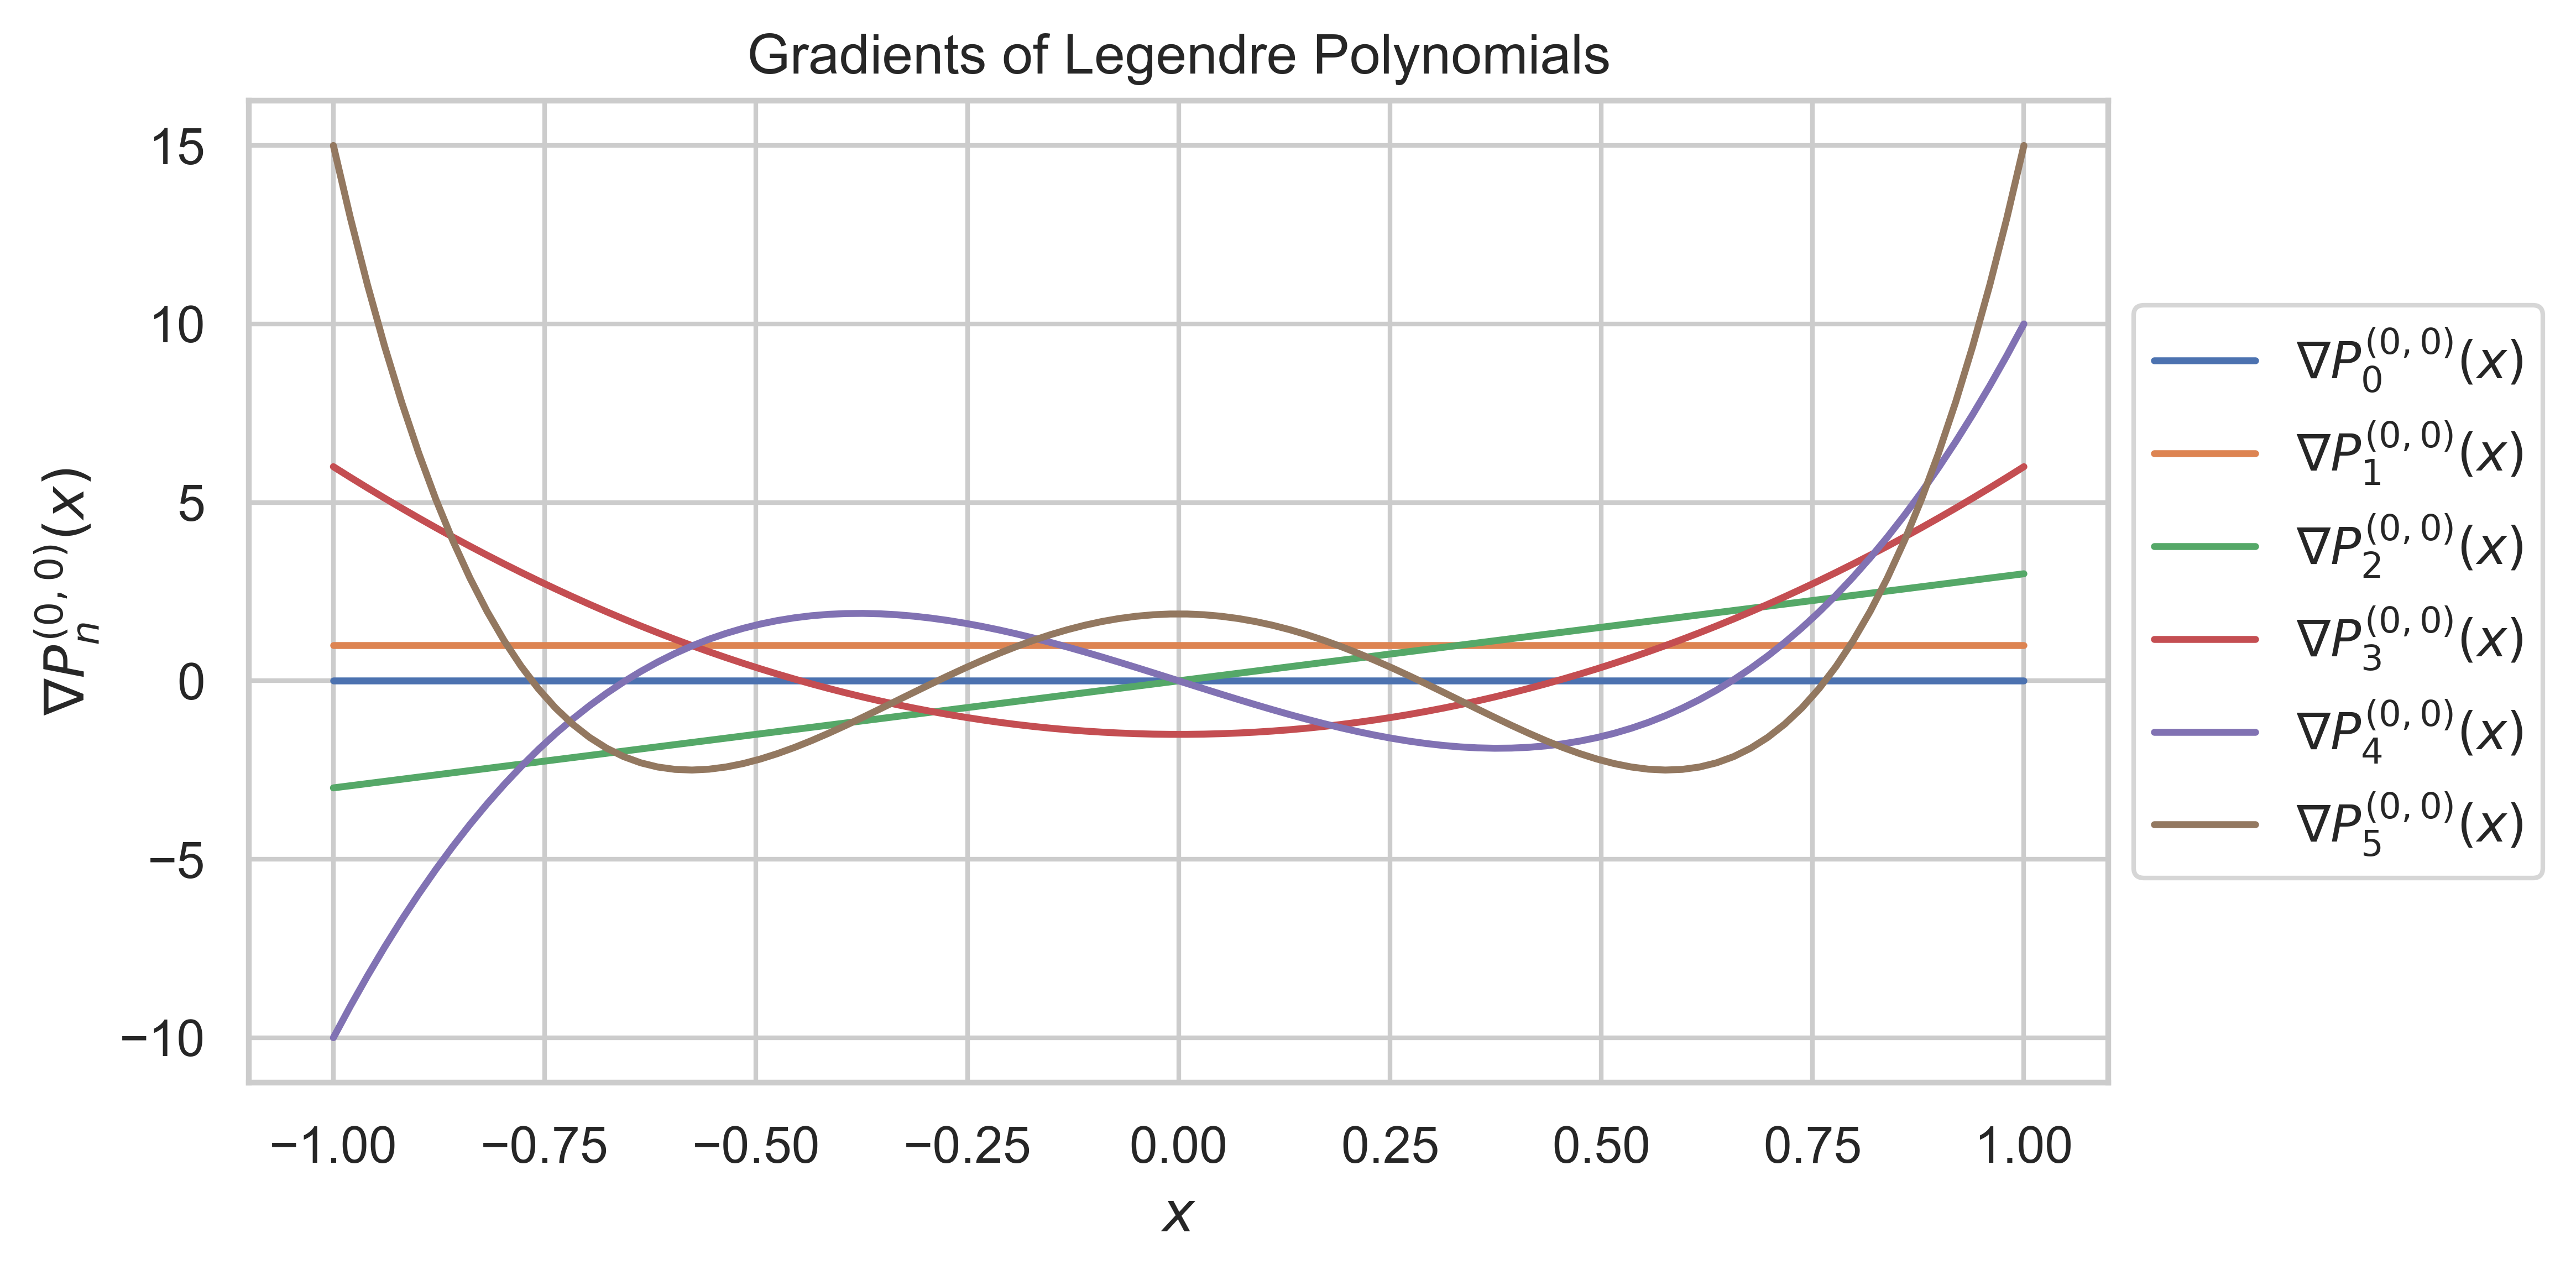 Gradients of Legendre Polynomials
∇P_n^{(0, 0)}(x)
15
10
5
0
−5
−10
−1.00 −0.75 −0.50 −0.25 0.00 0.25 0.50 0.75 1.00
x
∇P_0^{(0, 0)}(x)
∇P_1^{(0, 0)}(x)
∇P_2^{(0, 0)}(x)
∇P_3^{(0, 0)}(x)
∇P_4^{(0, 0)}(x)
∇P_5^{(0, 0)}(x)